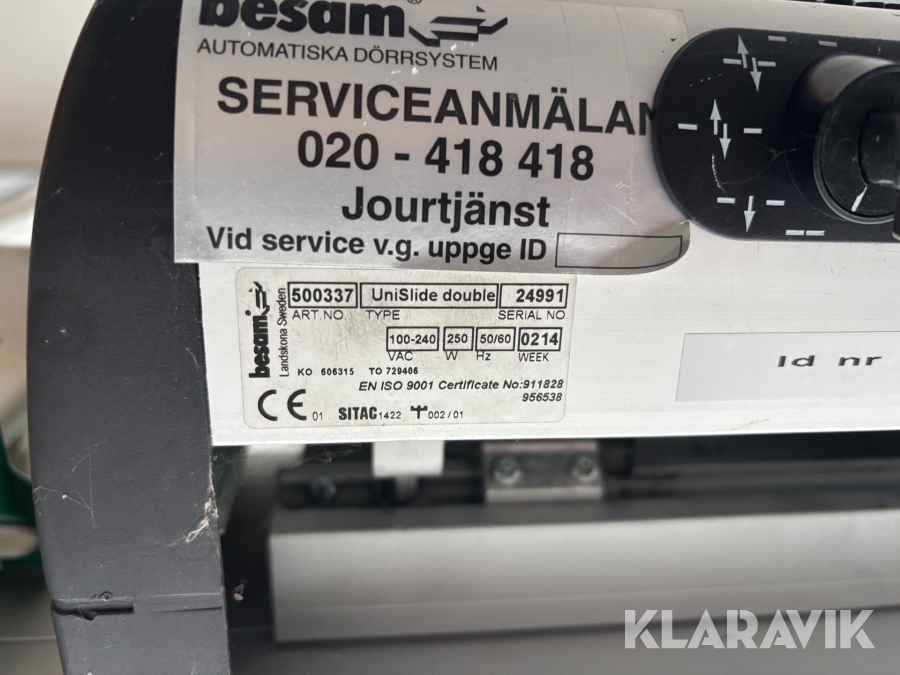 besam®
AUTOMATISKA DÖRRSYSTEM
SERVICEANMÄLAN
020 - 418 418
Jourtjänst
Vid service v.g. uppge ID
besam
Landskona Sweden
500337 UniSlide double 24991
ART.NO. TYPE SERIAL NO
100-240 250 50/60 0214
VAC W Hz WEEK
KO 606315 TO 729406
EN ISO 9001 Certificate No:911828
956538
CE 01 SITAC 1422 002/01
Id nr
KLARAVIK